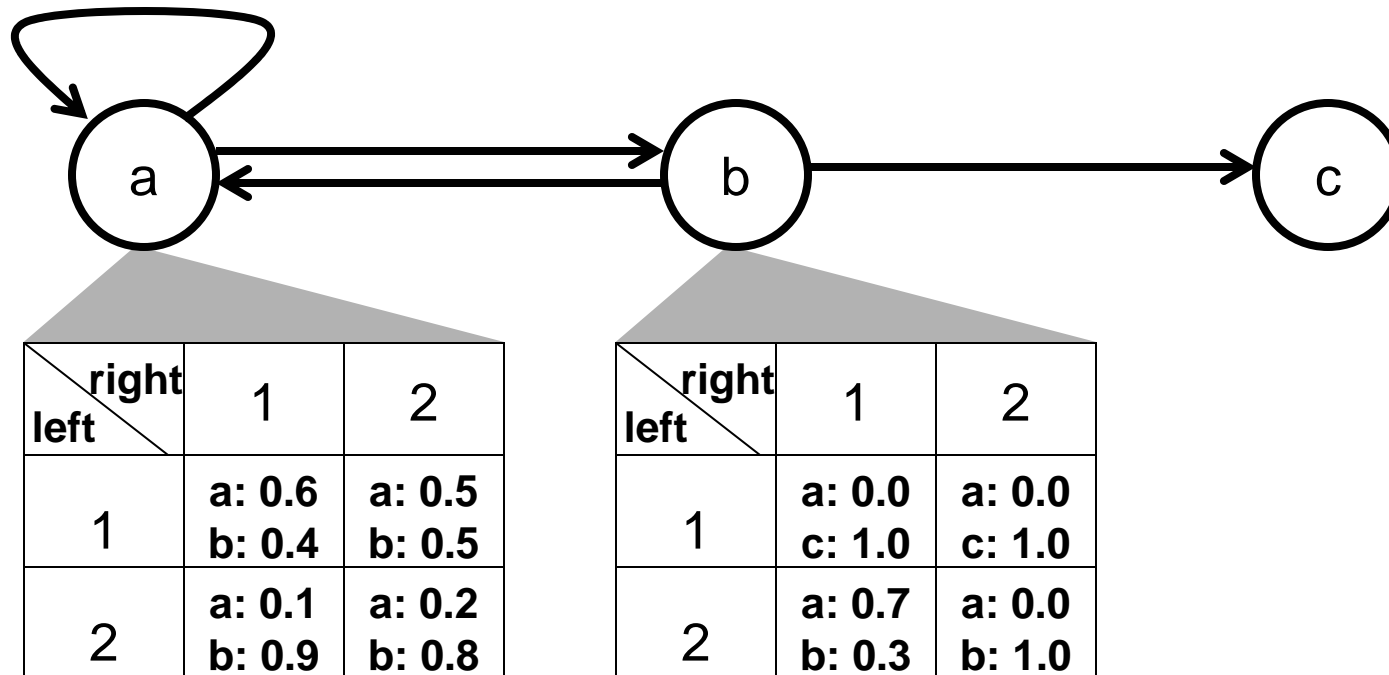 a b c
right 1 2
left
1 a: 0.6 a: 0.5
b: 0.4 b: 0.5
2 a: 0.1 a: 0.2
b: 0.9 b: 0.8
right 1 2
left
1 a: 0.0 a: 0.0
c: 1.0 c: 1.0
2 a: 0.7 a: 0.0
b: 0.3 b: 1.0